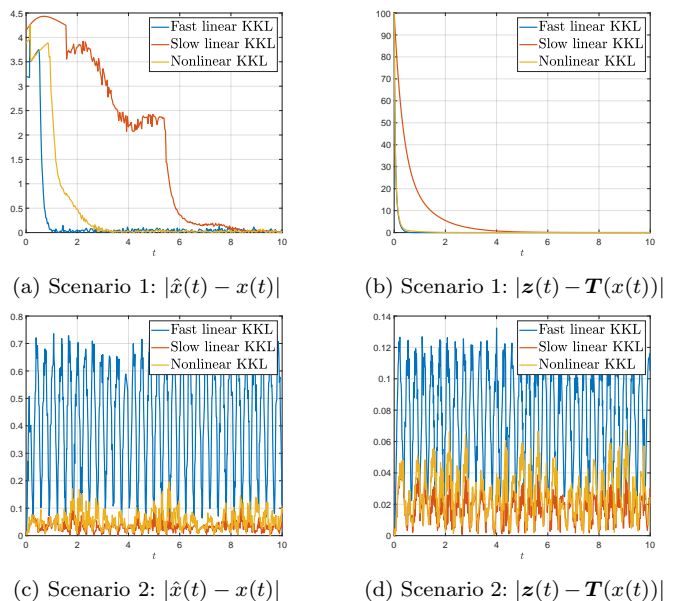 4.5
4
3.5
3
2.5
2
1.5
1
0.5
0
0 2 4 6 8 10
t
Fast linear KKL
Slow linear KKL
Nonlinear KKL
(a) Scenario 1: |x̂(t) − x(t)|
100
90
80
70
60
50
40
30
20
10
0
0 2 4 6 8 10
t
Fast linear KKL
Slow linear KKL
Nonlinear KKL
(b) Scenario 1: |z(t) − T(x(t))|
0.8
0.7
0.6
0.5
0.4
0.3
0.2
0.1
0
0 2 4 6 8 10
t
Fast linear KKL
Slow linear KKL
Nonlinear KKL
(c) Scenario 2: |x̂(t) − x(t)|
0.14
0.12
0.1
0.08
0.06
0.04
0.02
0
0 2 4 6 8 10
t
Fast linear KKL
Slow linear KKL
Nonlinear KKL
(d) Scenario 2: |z(t) − T(x(t))|